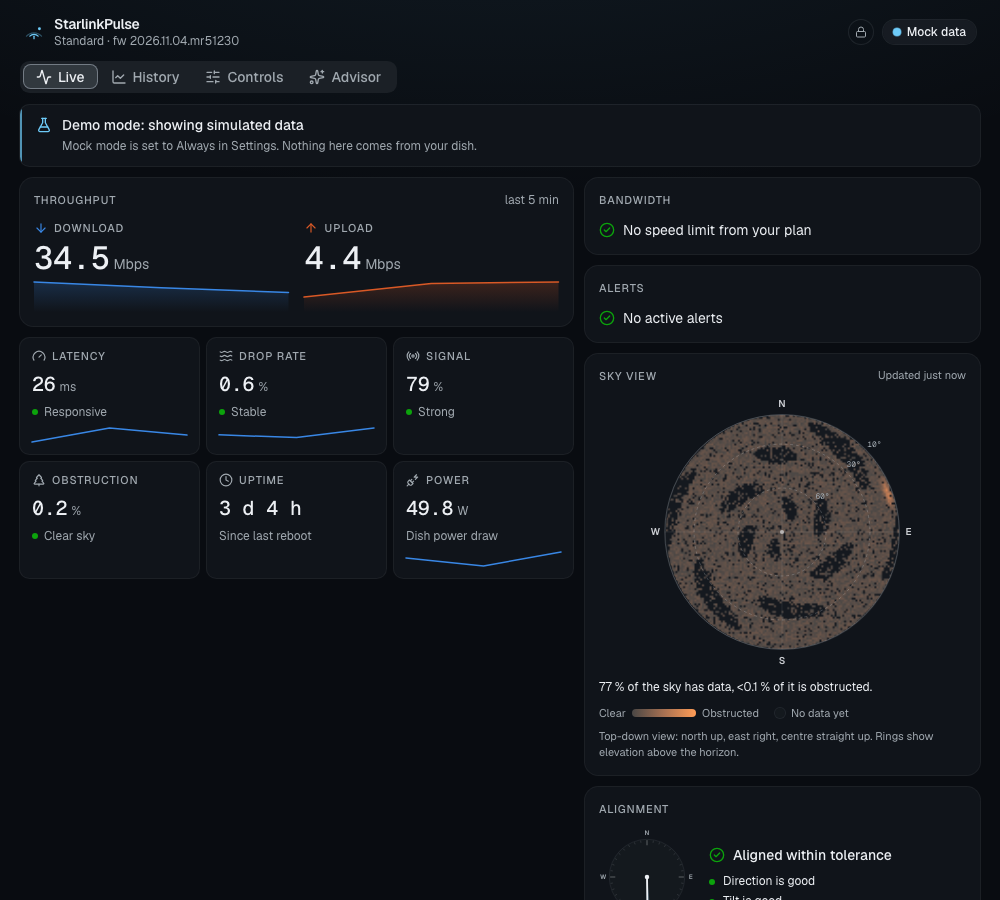 StarlinkPulse
Standard · fw 2026.11.04.mr51230
Mock data
Live
History
Controls
Advisor
Demo mode: showing simulated data
Mock mode is set to Always in Settings. Nothing here comes from your dish.
THROUGHPUT
last 5 min
DOWNLOAD
34.5 Mbps
UPLOAD
4.4 Mbps
LATENCY
26 ms
Responsive
DROP RATE
0.6 %
Stable
SIGNAL
79 %
Strong
OBSTRUCTION
0.2 %
Clear sky
UPTIME
3 d 4 h
Since last reboot
POWER
49.8 W
Dish power draw
BANDWIDTH
No speed limit from your plan
ALERTS
No active alerts
SKY VIEW
Updated just now
N
10°
30°
60°
W
E
S
77 % of the sky has data, <0.1 % of it is obstructed.
Clear
Obstructed
No data yet
Top-down view: north up, east right, centre straight up. Rings show
elevation above the horizon.
ALIGNMENT
N
W
E
Aligned within tolerance
Direction is good
Tilt is good